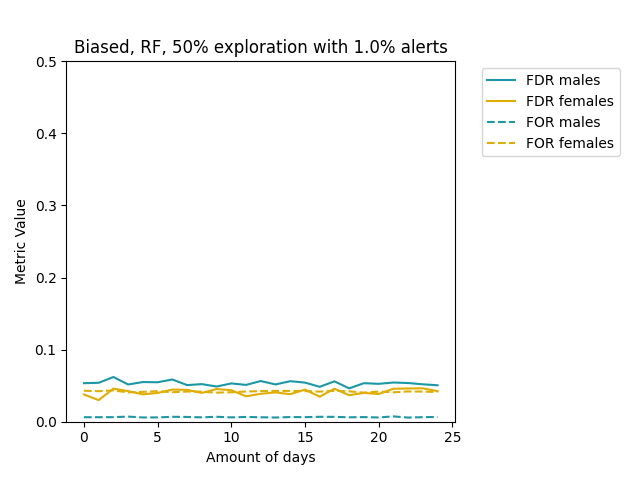 Biased, RF, 50% exploration with 1.0% alerts
FDR males
FDR females
FOR males
FOR females
Metric Value
0.5
0.4
0.3
0.2
0.1
0.0
0 5 10 15 20 25
Amount of days